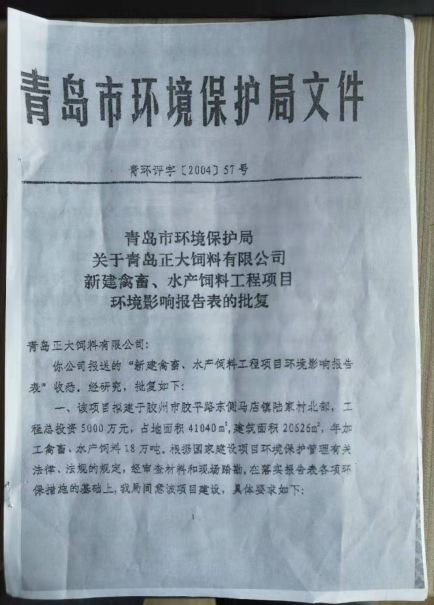 青岛市环境保护局文件
青环评字〔2004〕57号
青岛市环境保护局
关于青岛正大饲料有限公司
新建禽畜、水产饲料工程项目
环境影响报告表的批复
青岛正大饲料有限公司：
你公司报送的“新建禽畜、水产饲料工程项目环境影响报告
表”收悉。经研究，批复如下：
一、该项目拟建于胶州市胶平路东侧马店镇陆家村北部，工
程总投资5000万元，占地面积41040m²，建筑面积20626m²，年加
工禽畜、水产饲料18万吨。根据国家建设项目环境保护管理有关
法律、法规的规定，经审查材料和现场踏勘，在落实报告表各项环
保措施的基础上，我局同意该项目建设，具体要求如下：